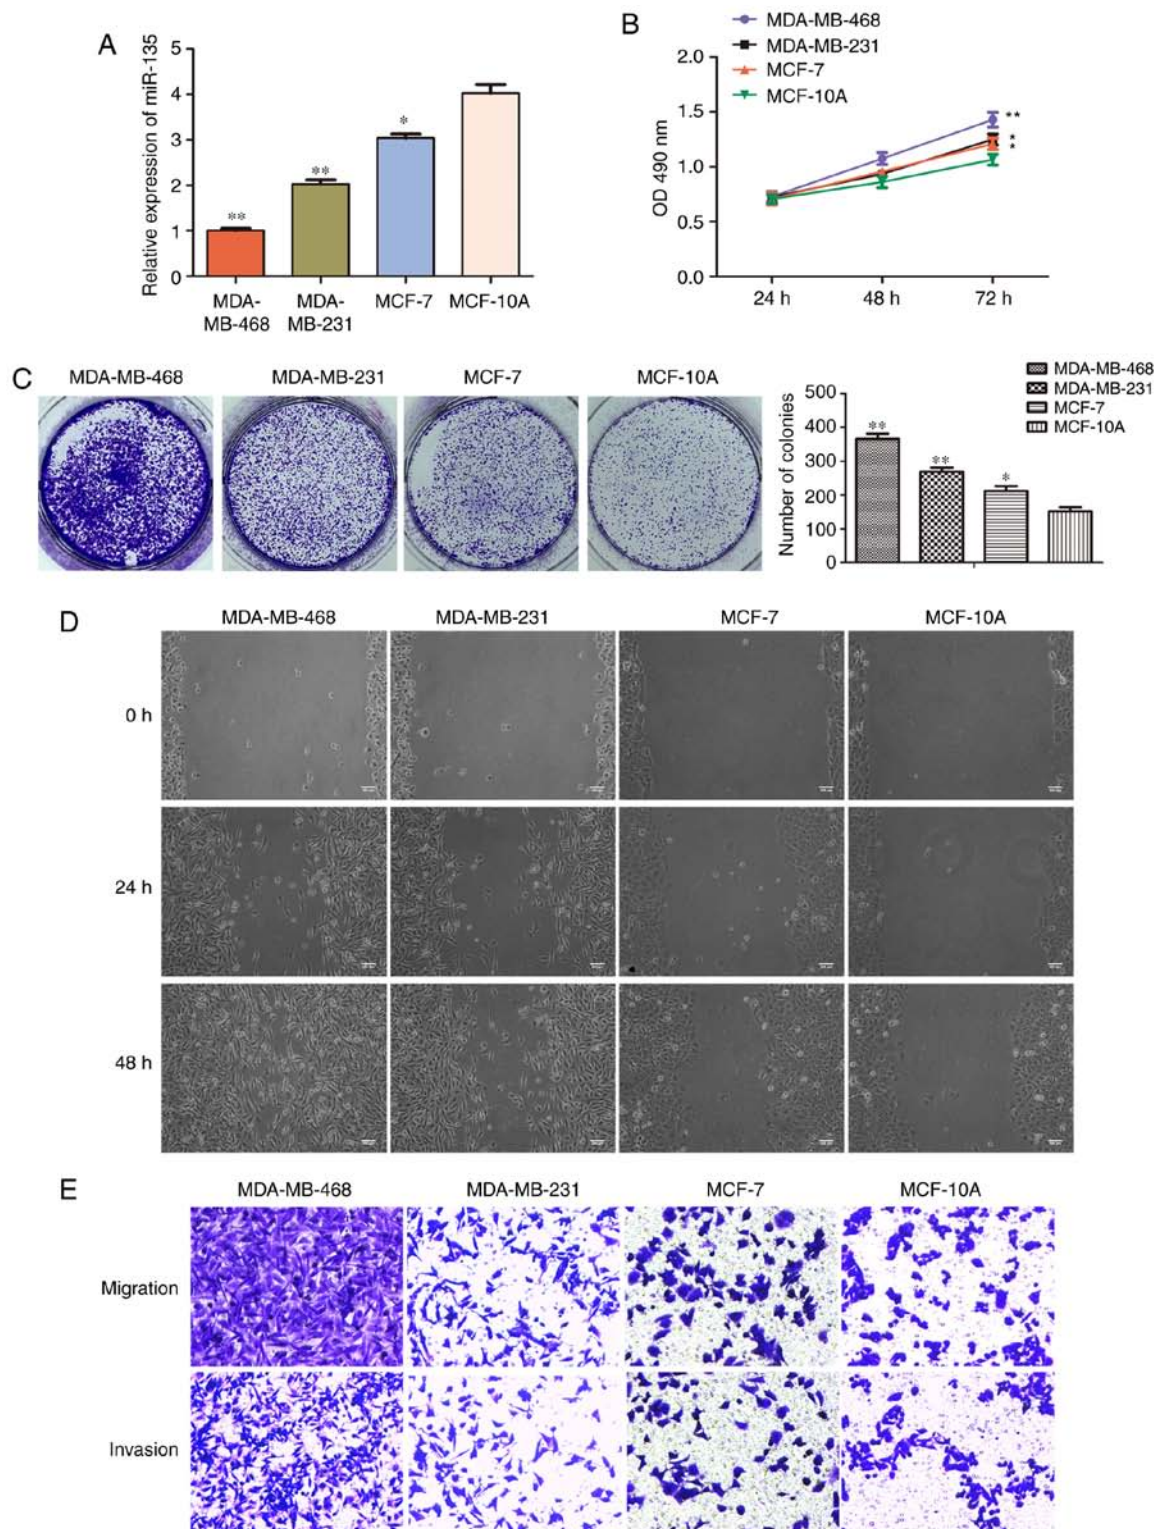 A
Relative expression of miR-135
5
4
3
2
1
0
**
**
*
MDA-
MB-468
MDA-
MB-231
MCF-7
MCF-10A
B
MDA-MB-468
MDA-MB-231
MCF-7
MCF-10A
OD 490 nm
2.0
1.5
1.0
0.5
0.0
**
*
*
24 h
48 h
72 h
C
MDA-MB-468
MDA-MB-231
MCF-7
MCF-10A
MDA-MB-468
MDA-MB-231
MCF-7
MCF-10A
Number of colonies
500
400
300
200
100
0
**
**
*
D
MDA-MB-468
MDA-MB-231
MCF-7
MCF-10A
0 h
24 h
48 h
E
MDA-MB-468
MDA-MB-231
MCF-7
MCF-10A
Migration
Invasion